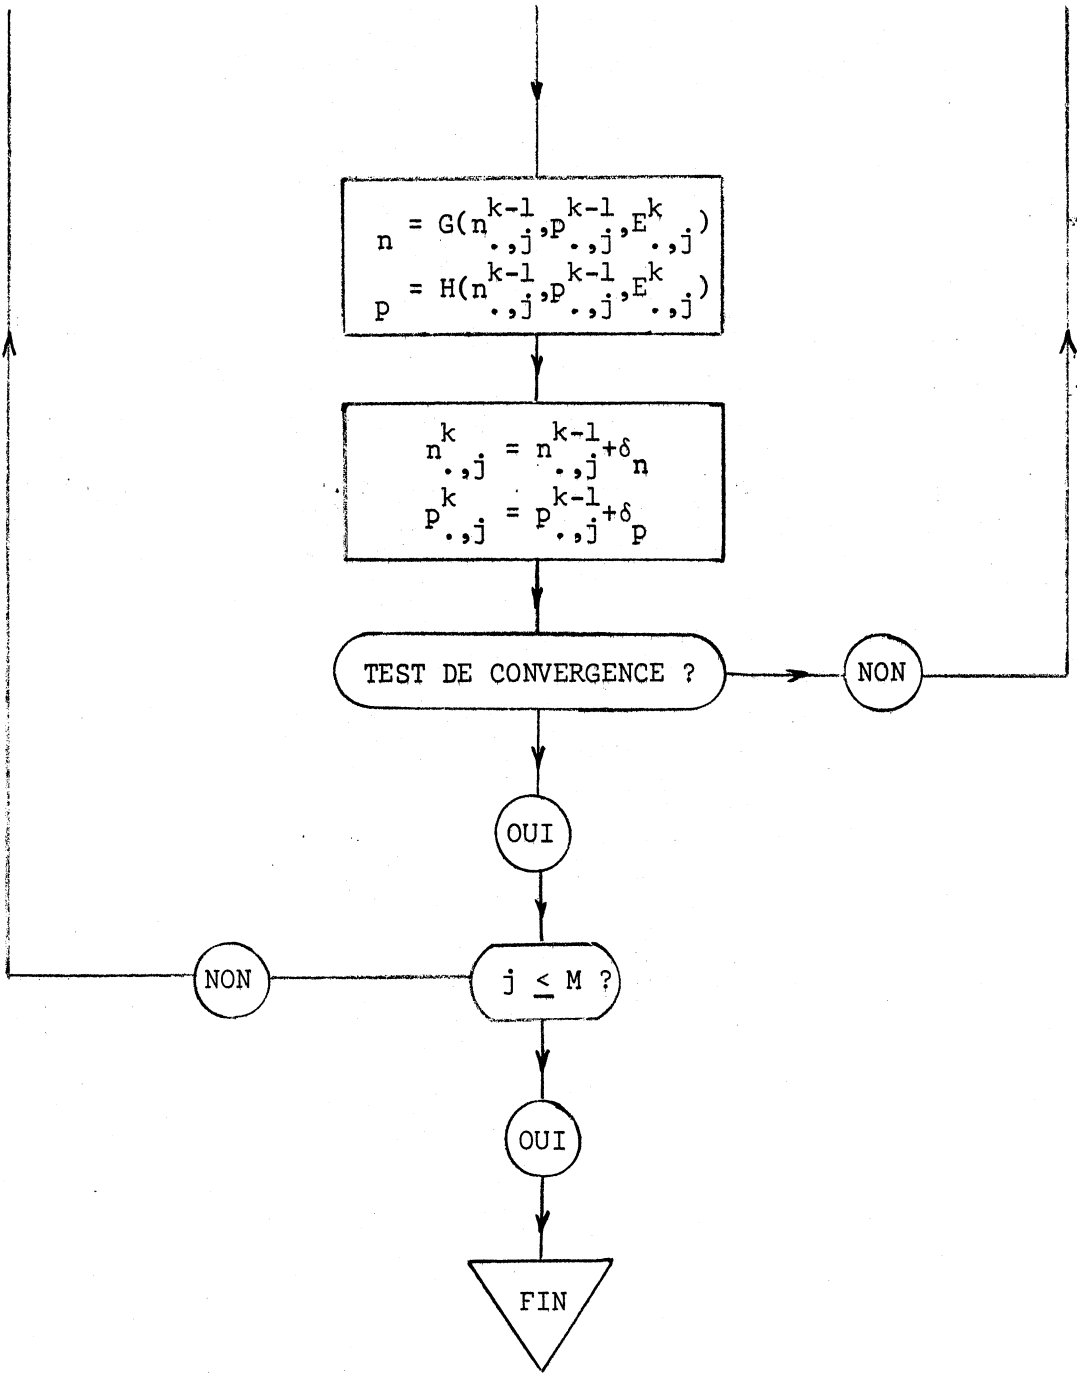 n = G(n^{k-1}_{.,j},p^{k-1}_{.,j},E^{k}_{.,j})
p = H(n^{k-1}_{.,j},p^{k-1}_{.,j},E^{k}_{.,j})
n^{k}_{.,j} = n^{k-1}_{.,j}+δ_n
p^{k}_{.,j} = p^{k-1}_{.,j}+δ_p
TEST DE CONVERGENCE ?
NON
OUI
NON
j ≤ M ?
OUI
FIN